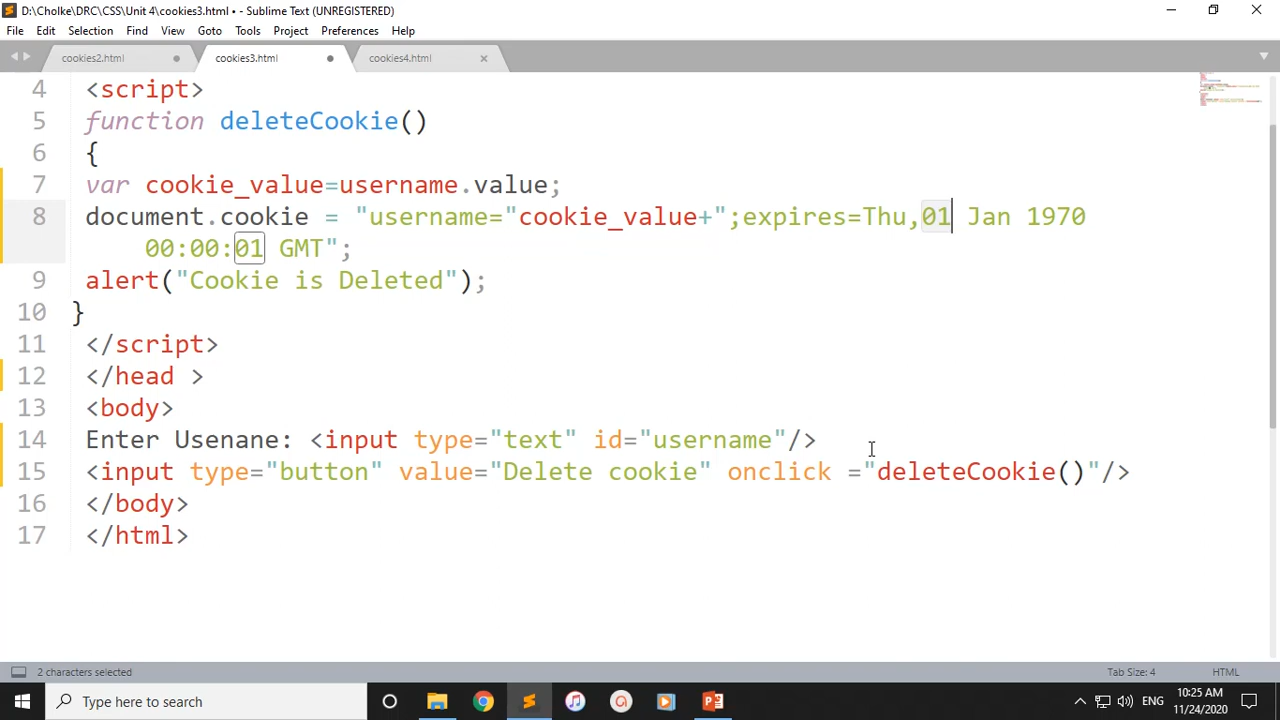 D:\Cholke\DRC\CSS\Unit 4\cookies3.html • - Sublime Text (UNREGISTERED)
File Edit Selection Find View Goto Tools Project Preferences Help
cookies2.html cookies3.html cookies4.html
4 <script>
5 function deleteCookie()
6 {
7 var cookie_value=username.value;
8 document.cookie = "username="cookie_value+";expires=Thu,01 Jan 1970
00:00:01 GMT";
9 alert("Cookie is Deleted");
10 }
11 </script>
12 </head >
13 <body>
14 Enter Usenane: <input type="text" id="username"/>
15 <input type="button" value="Delete cookie" onclick ="deleteCookie()"/>
16 </body>
17 </html>
2 characters selected Tab Size: 4 HTML
Type here to search ENG 10:25 AM
11/24/2020